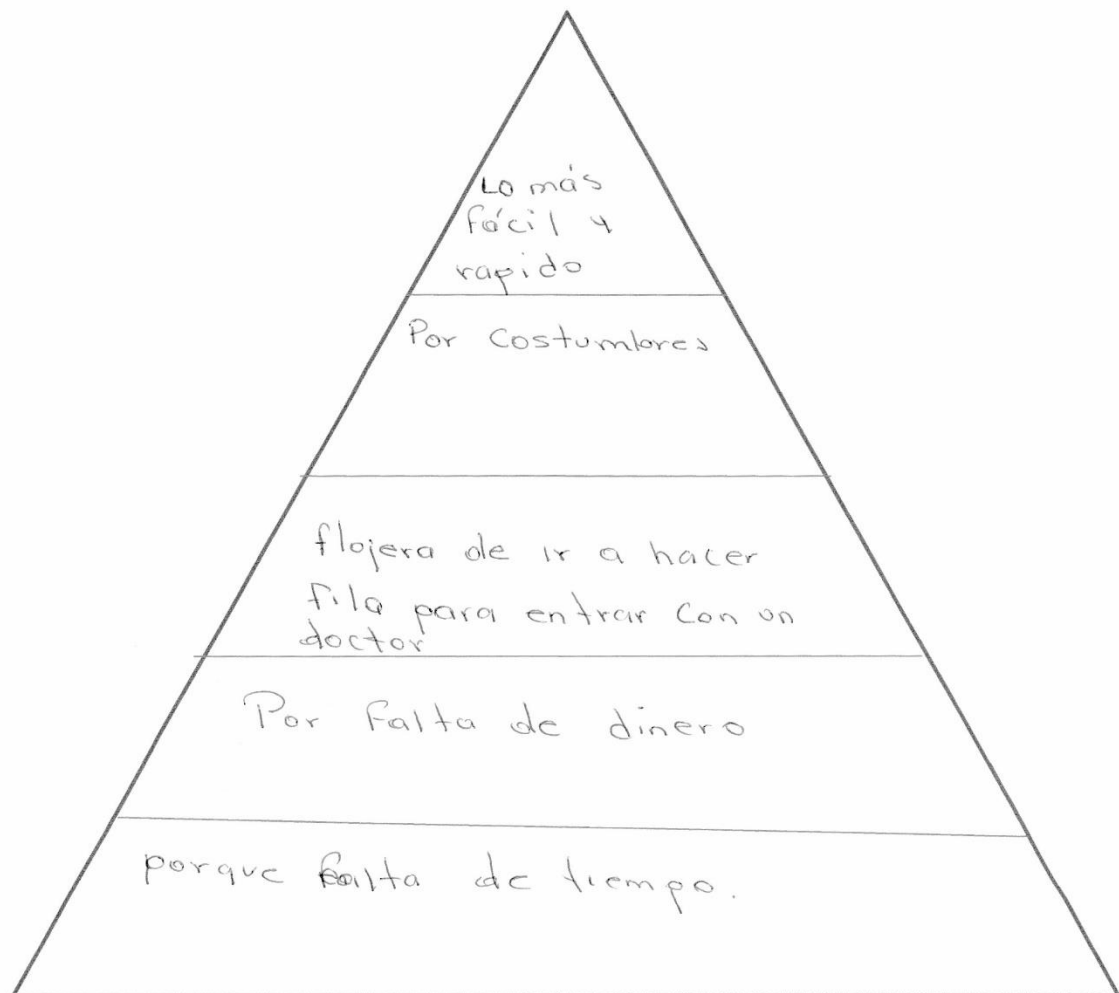 Lo más
fácil y
rapido
Por Costumbres
flojera de ir a hacer
fila para entrar con un
doctor
Por Falta de dinero
porque Falta de tiempo.